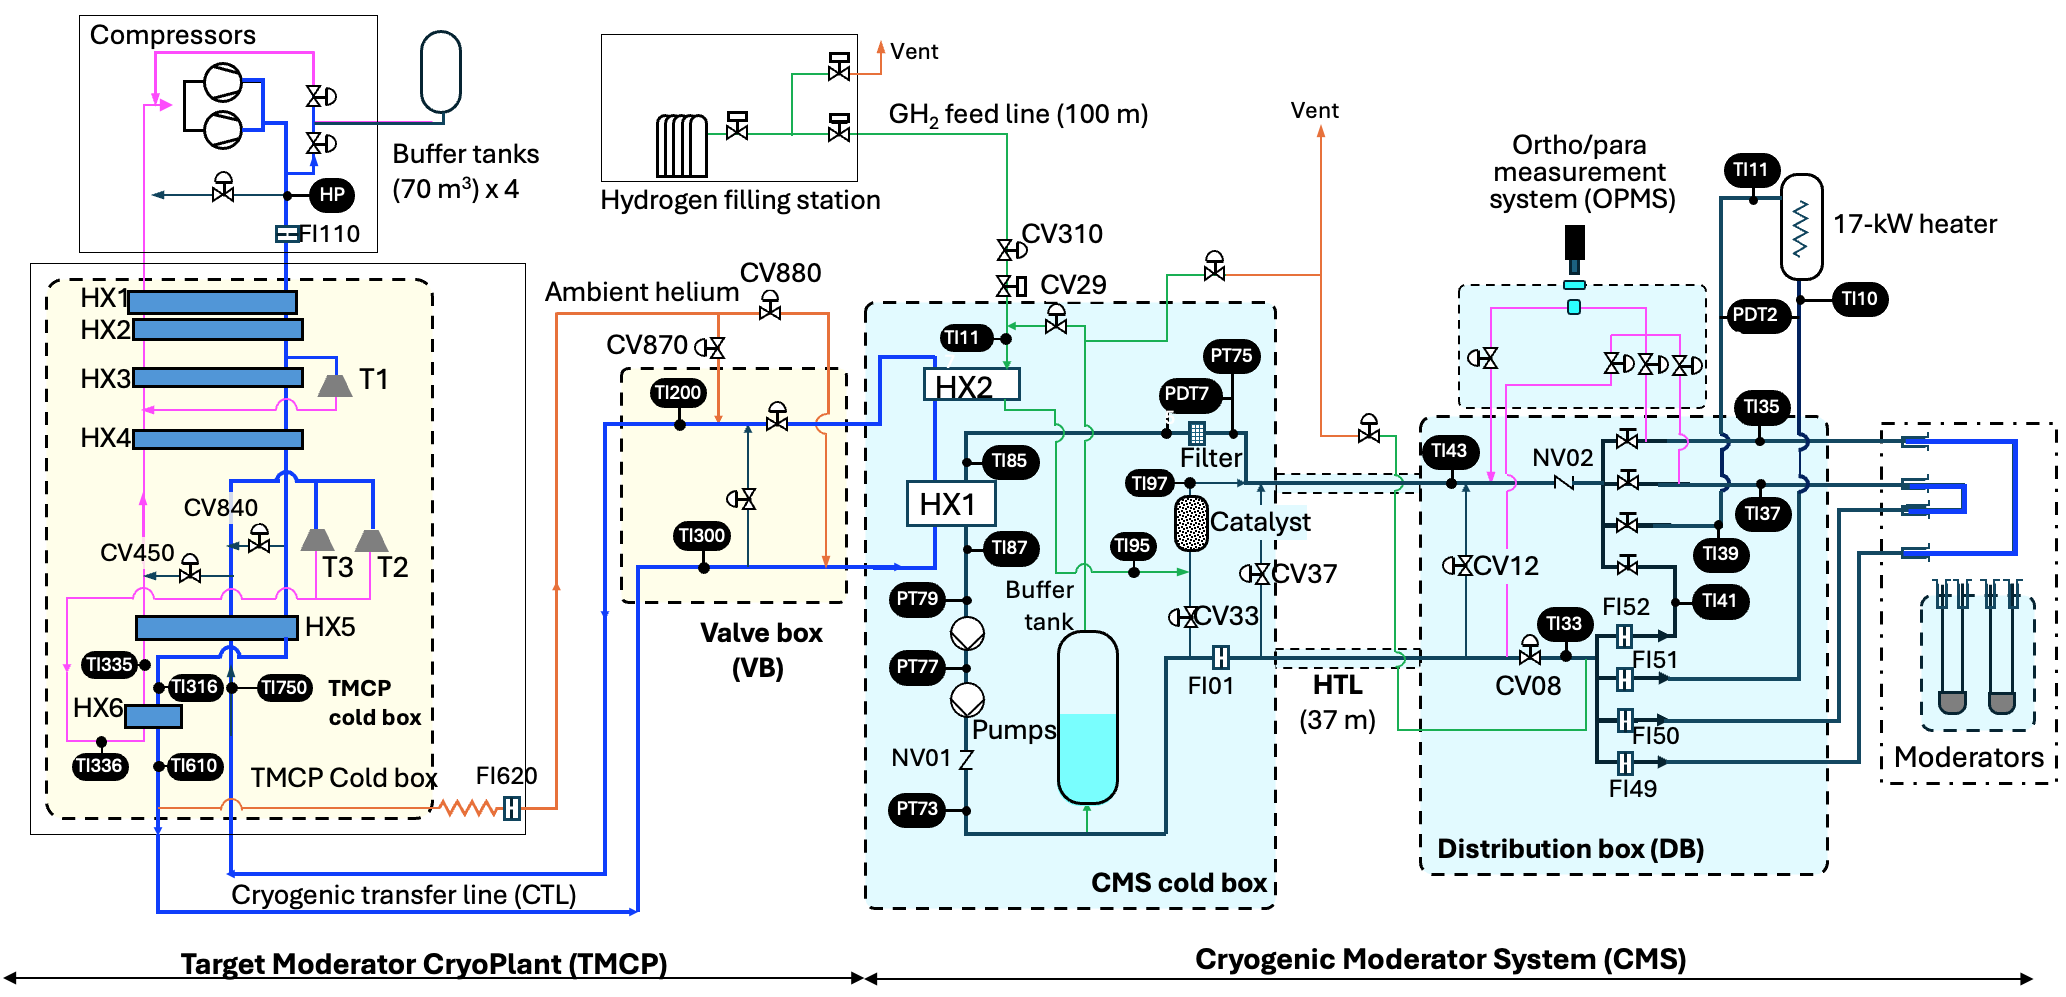 Compressors
Buffer tanks
(70 m³) x 4
HP
FI110
Vent
GH₂ feed line (100 m)
Hydrogen filling station
Vent
Ortho/para
measurement
system (OPMS)
TI11
17-kW heater
TI10
PDT2
CV310
CV29
CV880
Ambient helium
CV870
HX1
HX2
HX3
T1
HX4
CV840
CV450
T3
T2
HX5
TI335
TI316
TI750
TMCP
cold box
HX6
TI336
TI610
TMCP Cold box
FI620
Cryogenic transfer line (CTL)
TI200
TI300
Valve box
(VB)
TI11
HX2
PT75
PDT7
Filter
TI85
HX1
TI97
Catalyst
TI87
TI95
CV37
PT79
Buffer
tank
CV33
PT77
FI01
Pumps
NV01
PT73
CMS cold box
HTL
(37 m)
TI43
NV02
TI35
TI37
TI39
CV12
TI41
FI52
TI33
FI51
CV08
FI50
FI49
Distribution box (DB)
Moderators
Target Moderator CryoPlant (TMCP)
Cryogenic Moderator System (CMS)